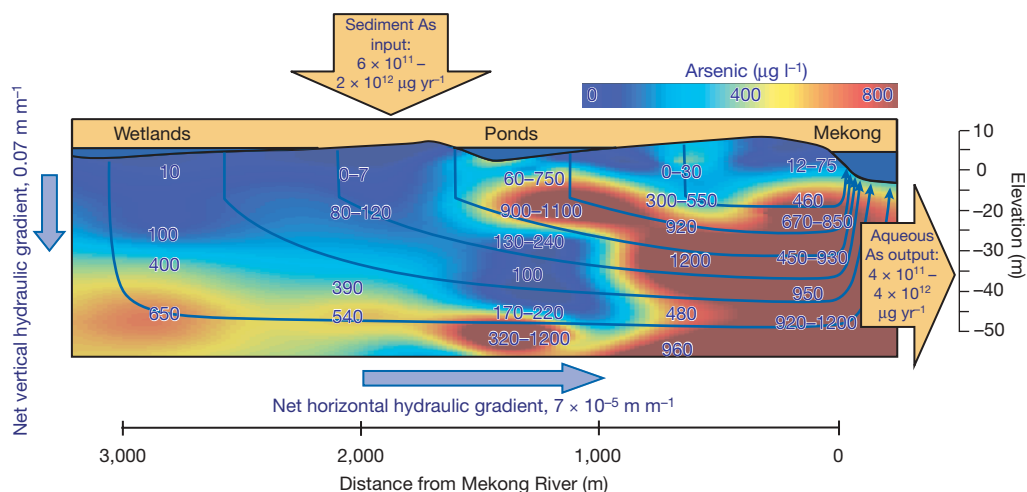 Sediment As
input:
6 × 10¹¹ –
2 × 10¹² µg yr⁻¹
Arsenic (µg l⁻¹)
0 400 800
Wetlands Ponds Mekong
10
0
–10
–20
–30
–40
–50
Elevation (m)
Net vertical hydraulic gradient, 0.07 m m⁻¹
10 0–7 60–750 0–30 12–75
80–120 900–1100 300–550 460
100 130–240 920 670–850
400 100 1200 450–930
390 950
650 540 170–220 480 920–1200
320–1200 960
Aqueous
As output:
4 × 10¹¹ –
4 × 10¹²
µg yr⁻¹
Net horizontal hydraulic gradient, 7 × 10⁻⁵ m m⁻¹
3,000 2,000 1,000 0
Distance from Mekong River (m)